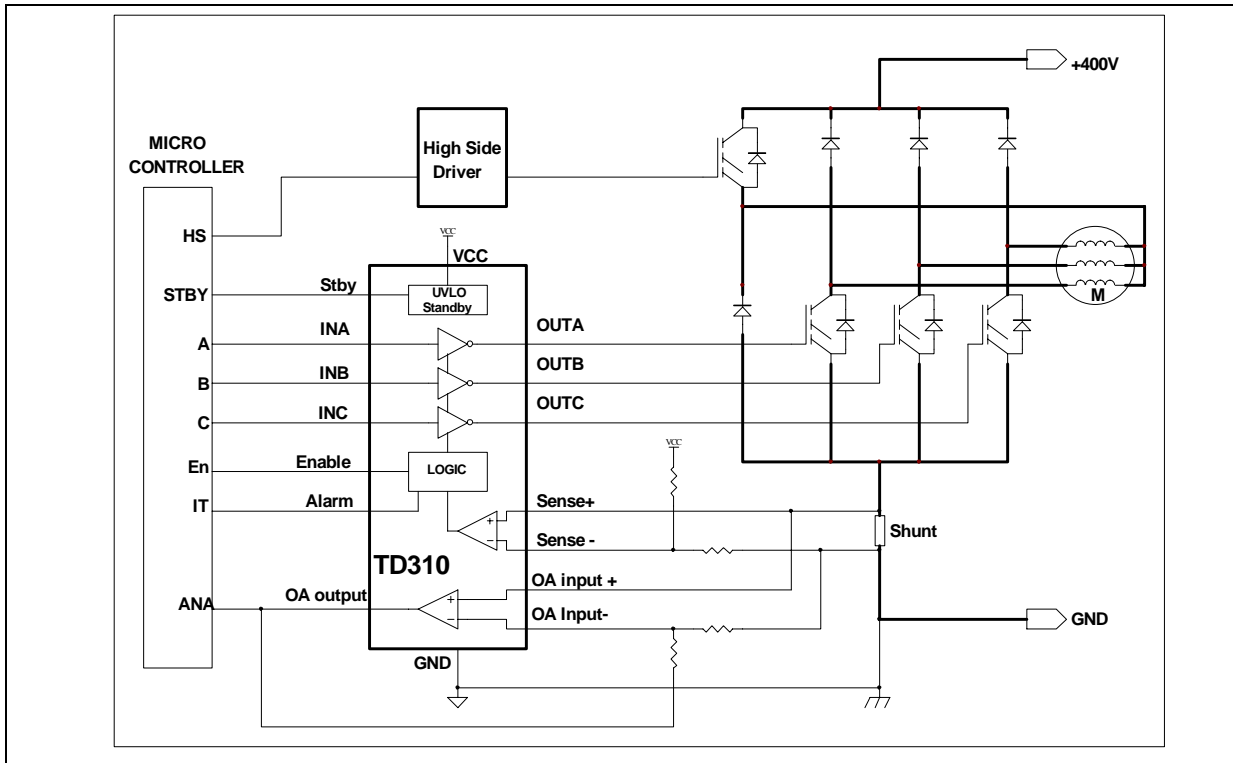 +400V
High Side
Driver
MICRO
CONTROLLER
HS
VCC
VCC
STBY
Stby
UVLO
Standby
M
A
INA
OUTA
B
INB
OUTB
C
INC
OUTC
VCC
En
Enable
LOGIC
IT
Alarm
Sense+
+
Shunt
Sense -
−
TD310
OA input +
ANA
OA output
+
OA Input-
−
GND
GND